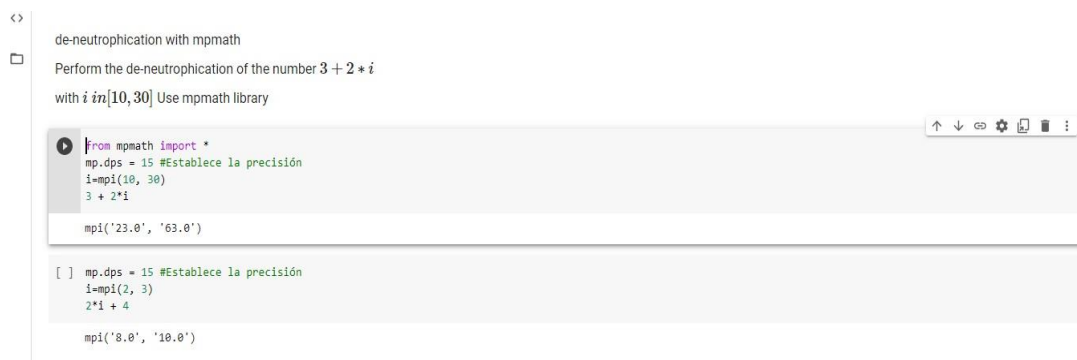 de-neutrophication with mpmath
Perform the de-neutrophication of the number 3 + 2 * i
with i in[10, 30] Use mpmath library
from mpmath import *
mp.dps = 15 #Establece la precisión
i=mpi(10, 30)
3 + 2*i
mpi('23.0', '63.0')
[ ] mp.dps = 15 #Establece la precisión
i=mpi(2, 3)
2*i + 4
mpi('8.0', '10.0')